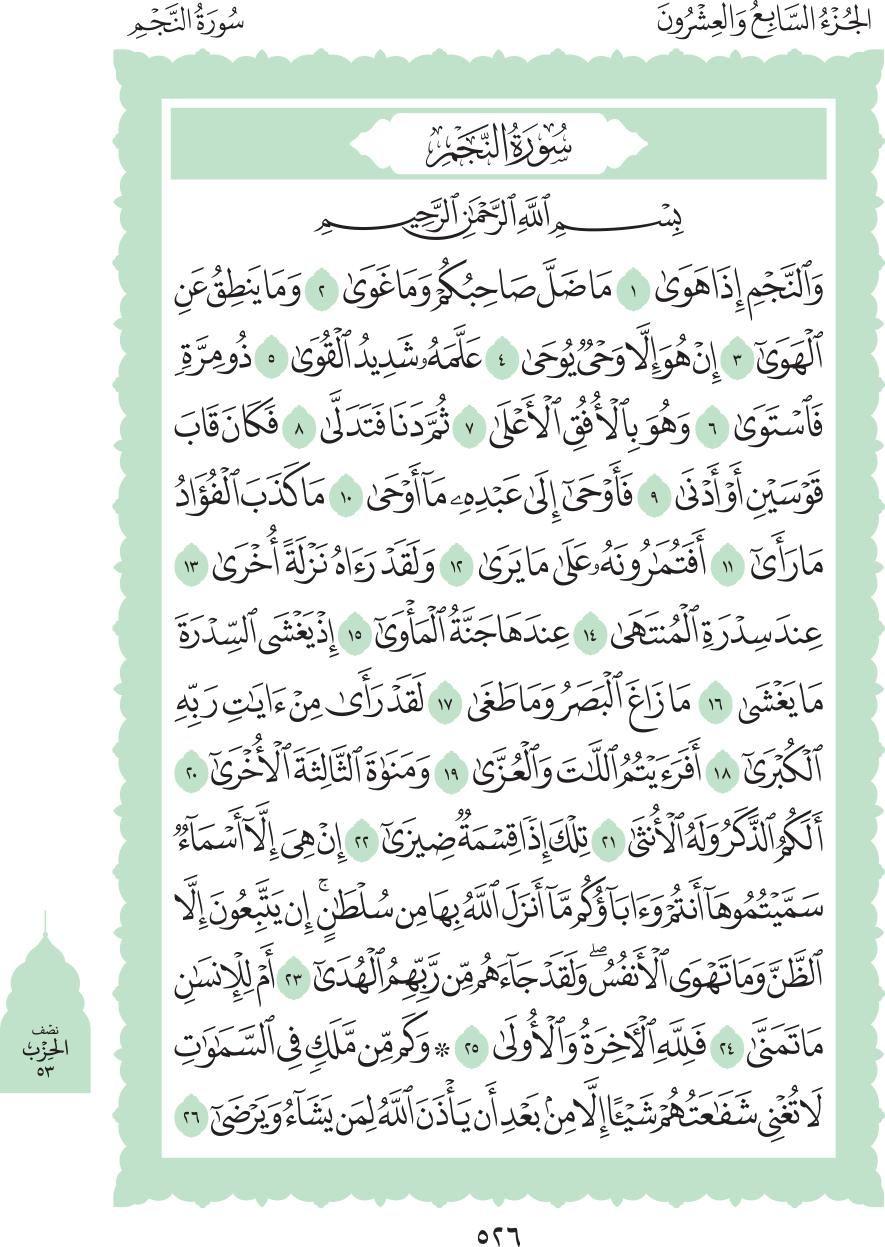 الجُزْءُ السَّابِعُ وَالعِشْرُونَ
سُورَةُ النَّجْمِ
سُورَةُ النَّجْمِ
بِسْمِ ٱللَّهِ ٱلرَّحْمَٰنِ ٱلرَّحِيمِ
وَٱلنَّجْمِ إِذَا هَوَىٰ ١ مَا ضَلَّ صَاحِبُكُمْ وَمَا غَوَىٰ ٢ وَمَا يَنطِقُ عَنِ
ٱلْهَوَىٰٓ ٣ إِنْ هُوَ إِلَّا وَحْىٌ يُوحَىٰ ٤ عَلَّمَهُۥ شَدِيدُ ٱلْقُوَىٰ ٥ ذُو مِرَّةٍ
فَٱسْتَوَىٰ ٦ وَهُوَ بِٱلْأُفُقِ ٱلْأَعْلَىٰ ٧ ثُمَّ دَنَا فَتَدَلَّىٰ ٨ فَكَانَ قَابَ
قَوْسَيْنِ أَوْ أَدْنَىٰ ٩ فَأَوْحَىٰٓ إِلَىٰ عَبْدِهِۦ مَآ أَوْحَىٰ ١٠ مَا كَذَبَ ٱلْفُؤَادُ
مَا رَأَىٰٓ ١١ أَفَتُمَٰرُونَهُۥ عَلَىٰ مَا يَرَىٰ ١٢ وَلَقَدْ رَءَاهُ نَزْلَةً أُخْرَىٰ ١٣
عِندَ سِدْرَةِ ٱلْمُنتَهَىٰ ١٤ عِندَهَا جَنَّةُ ٱلْمَأْوَىٰٓ ١٥ إِذْ يَغْشَى ٱلسِّدْرَةَ
مَا يَغْشَىٰ ١٦ مَا زَاغَ ٱلْبَصَرُ وَمَا طَغَىٰ ١٧ لَقَدْ رَأَىٰ مِنْ ءَايَٰتِ رَبِّهِ
ٱلْكُبْرَىٰٓ ١٨ أَفَرَءَيْتُمُ ٱللَّٰتَ وَٱلْعُزَّىٰ ١٩ وَمَنَوٰةَ ٱلثَّالِثَةَ ٱلْأُخْرَىٰٓ ٢٠
أَلَكُمُ ٱلذَّكَرُ وَلَهُ ٱلْأُنثَىٰ ٢١ تِلْكَ إِذًا قِسْمَةٌ ضِيزَىٰٓ ٢٢ إِنْ هِىَ إِلَّآ أَسْمَآءٌ
سَمَّيْتُمُوهَآ أَنتُمْ وَءَابَآؤُكُم مَّآ أَنزَلَ ٱللَّهُ بِهَا مِن سُلْطَٰنٍ ۚ إِن يَتَّبِعُونَ إِلَّا
ٱلظَّنَّ وَمَا تَهْوَى ٱلْأَنفُسُ ۖ وَلَقَدْ جَآءَهُم مِّن رَّبِّهِمُ ٱلْهُدَىٰٓ ٢٣ أَمْ لِلْإِنسَٰنِ
مَا تَمَنَّىٰ ٢٤ فَلِلَّهِ ٱلْءَاخِرَةُ وَٱلْأُولَىٰ ٢٥ * وَكَم مِّن مَّلَكٍ فِى ٱلسَّمَٰوَٰتِ
لَا تُغْنِى شَفَٰعَتُهُمْ شَيْـًٔا إِلَّا مِنۢ بَعْدِ أَن يَأْذَنَ ٱللَّهُ لِمَن يَشَآءُ وَيَرْضَىٰٓ ٢٦
نصف
الحِزْب
٥٣
٥٢٦